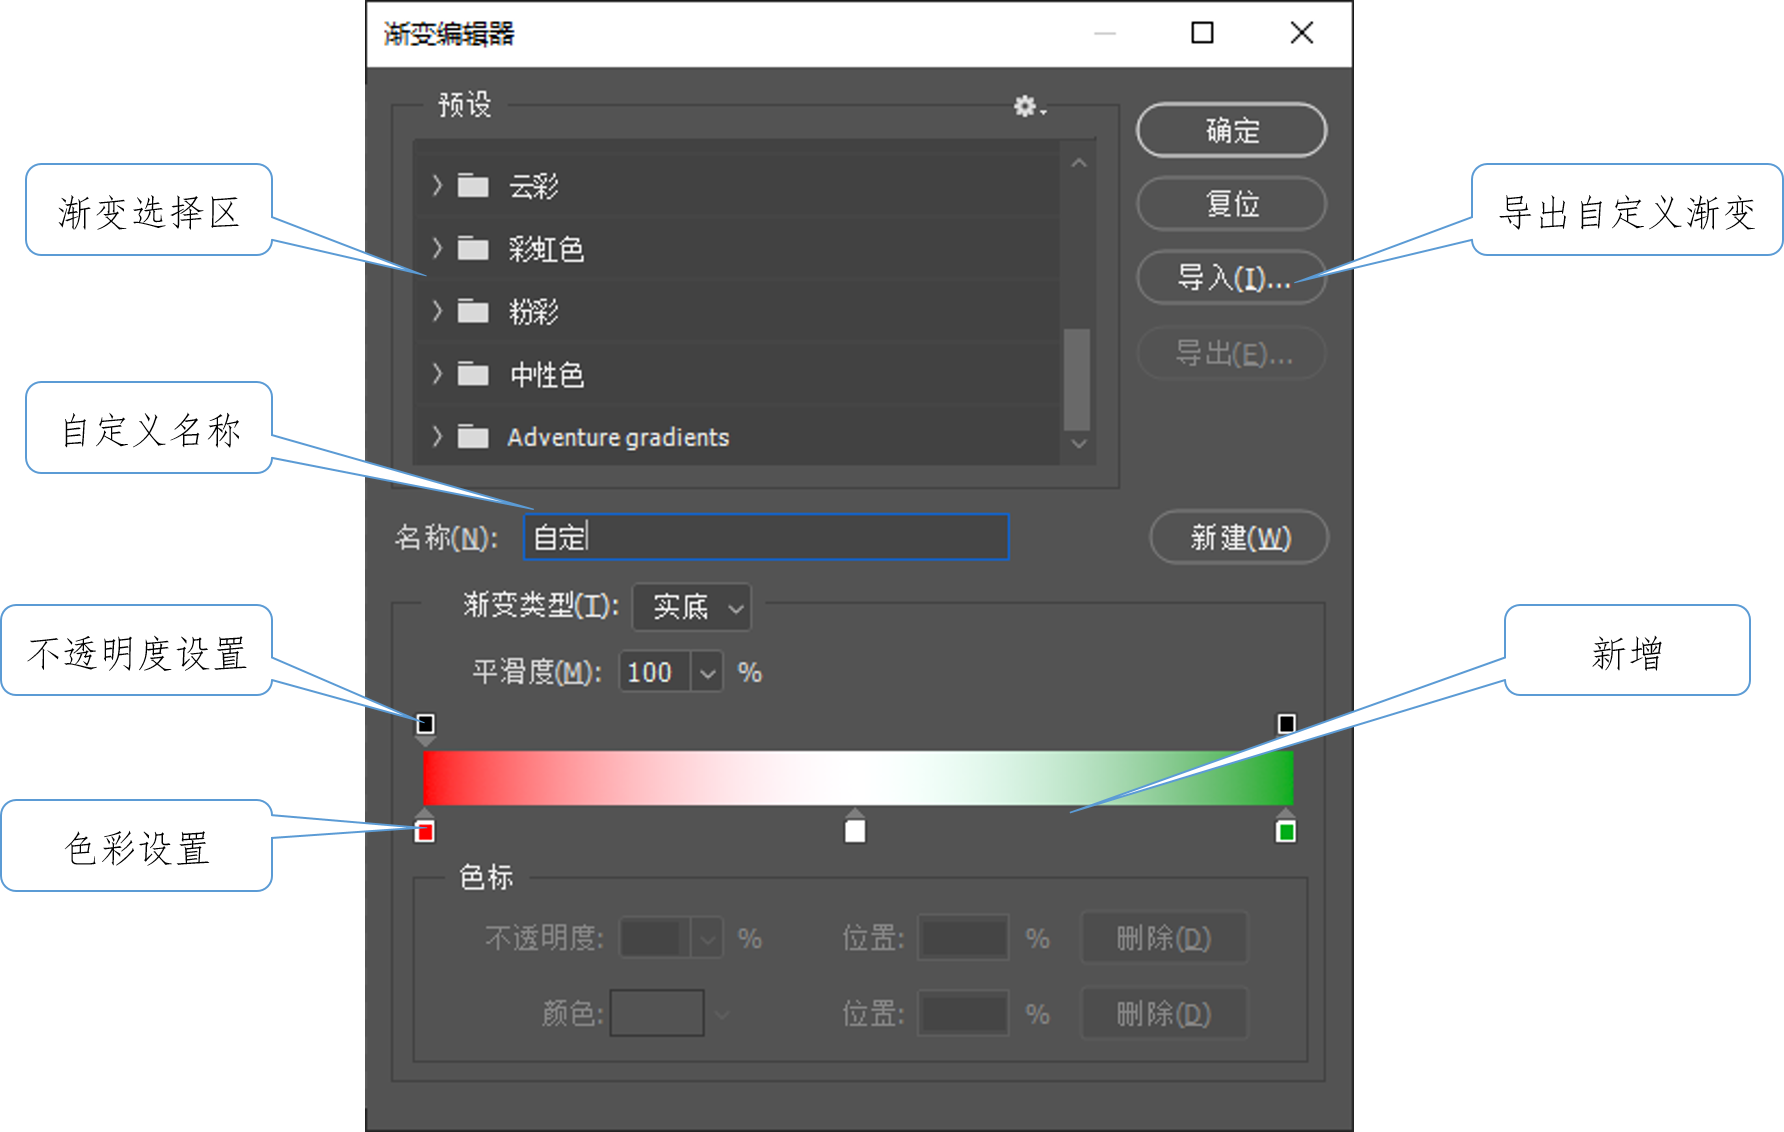 渐变编辑器
预设
确定
云彩
复位
渐变选择区
导出自定义渐变
彩虹色
导入(I)...
粉彩
导出(E)...
中性色
自定义名称
Adventure gradients
名称(N): 自定
新建(W)
渐变类型(T): 实底
不透明度设置
新增
平滑度(M): 100 %
色彩设置
色标
不透明度: % 位置: % 删除(D)
颜色: 位置: % 删除(D)